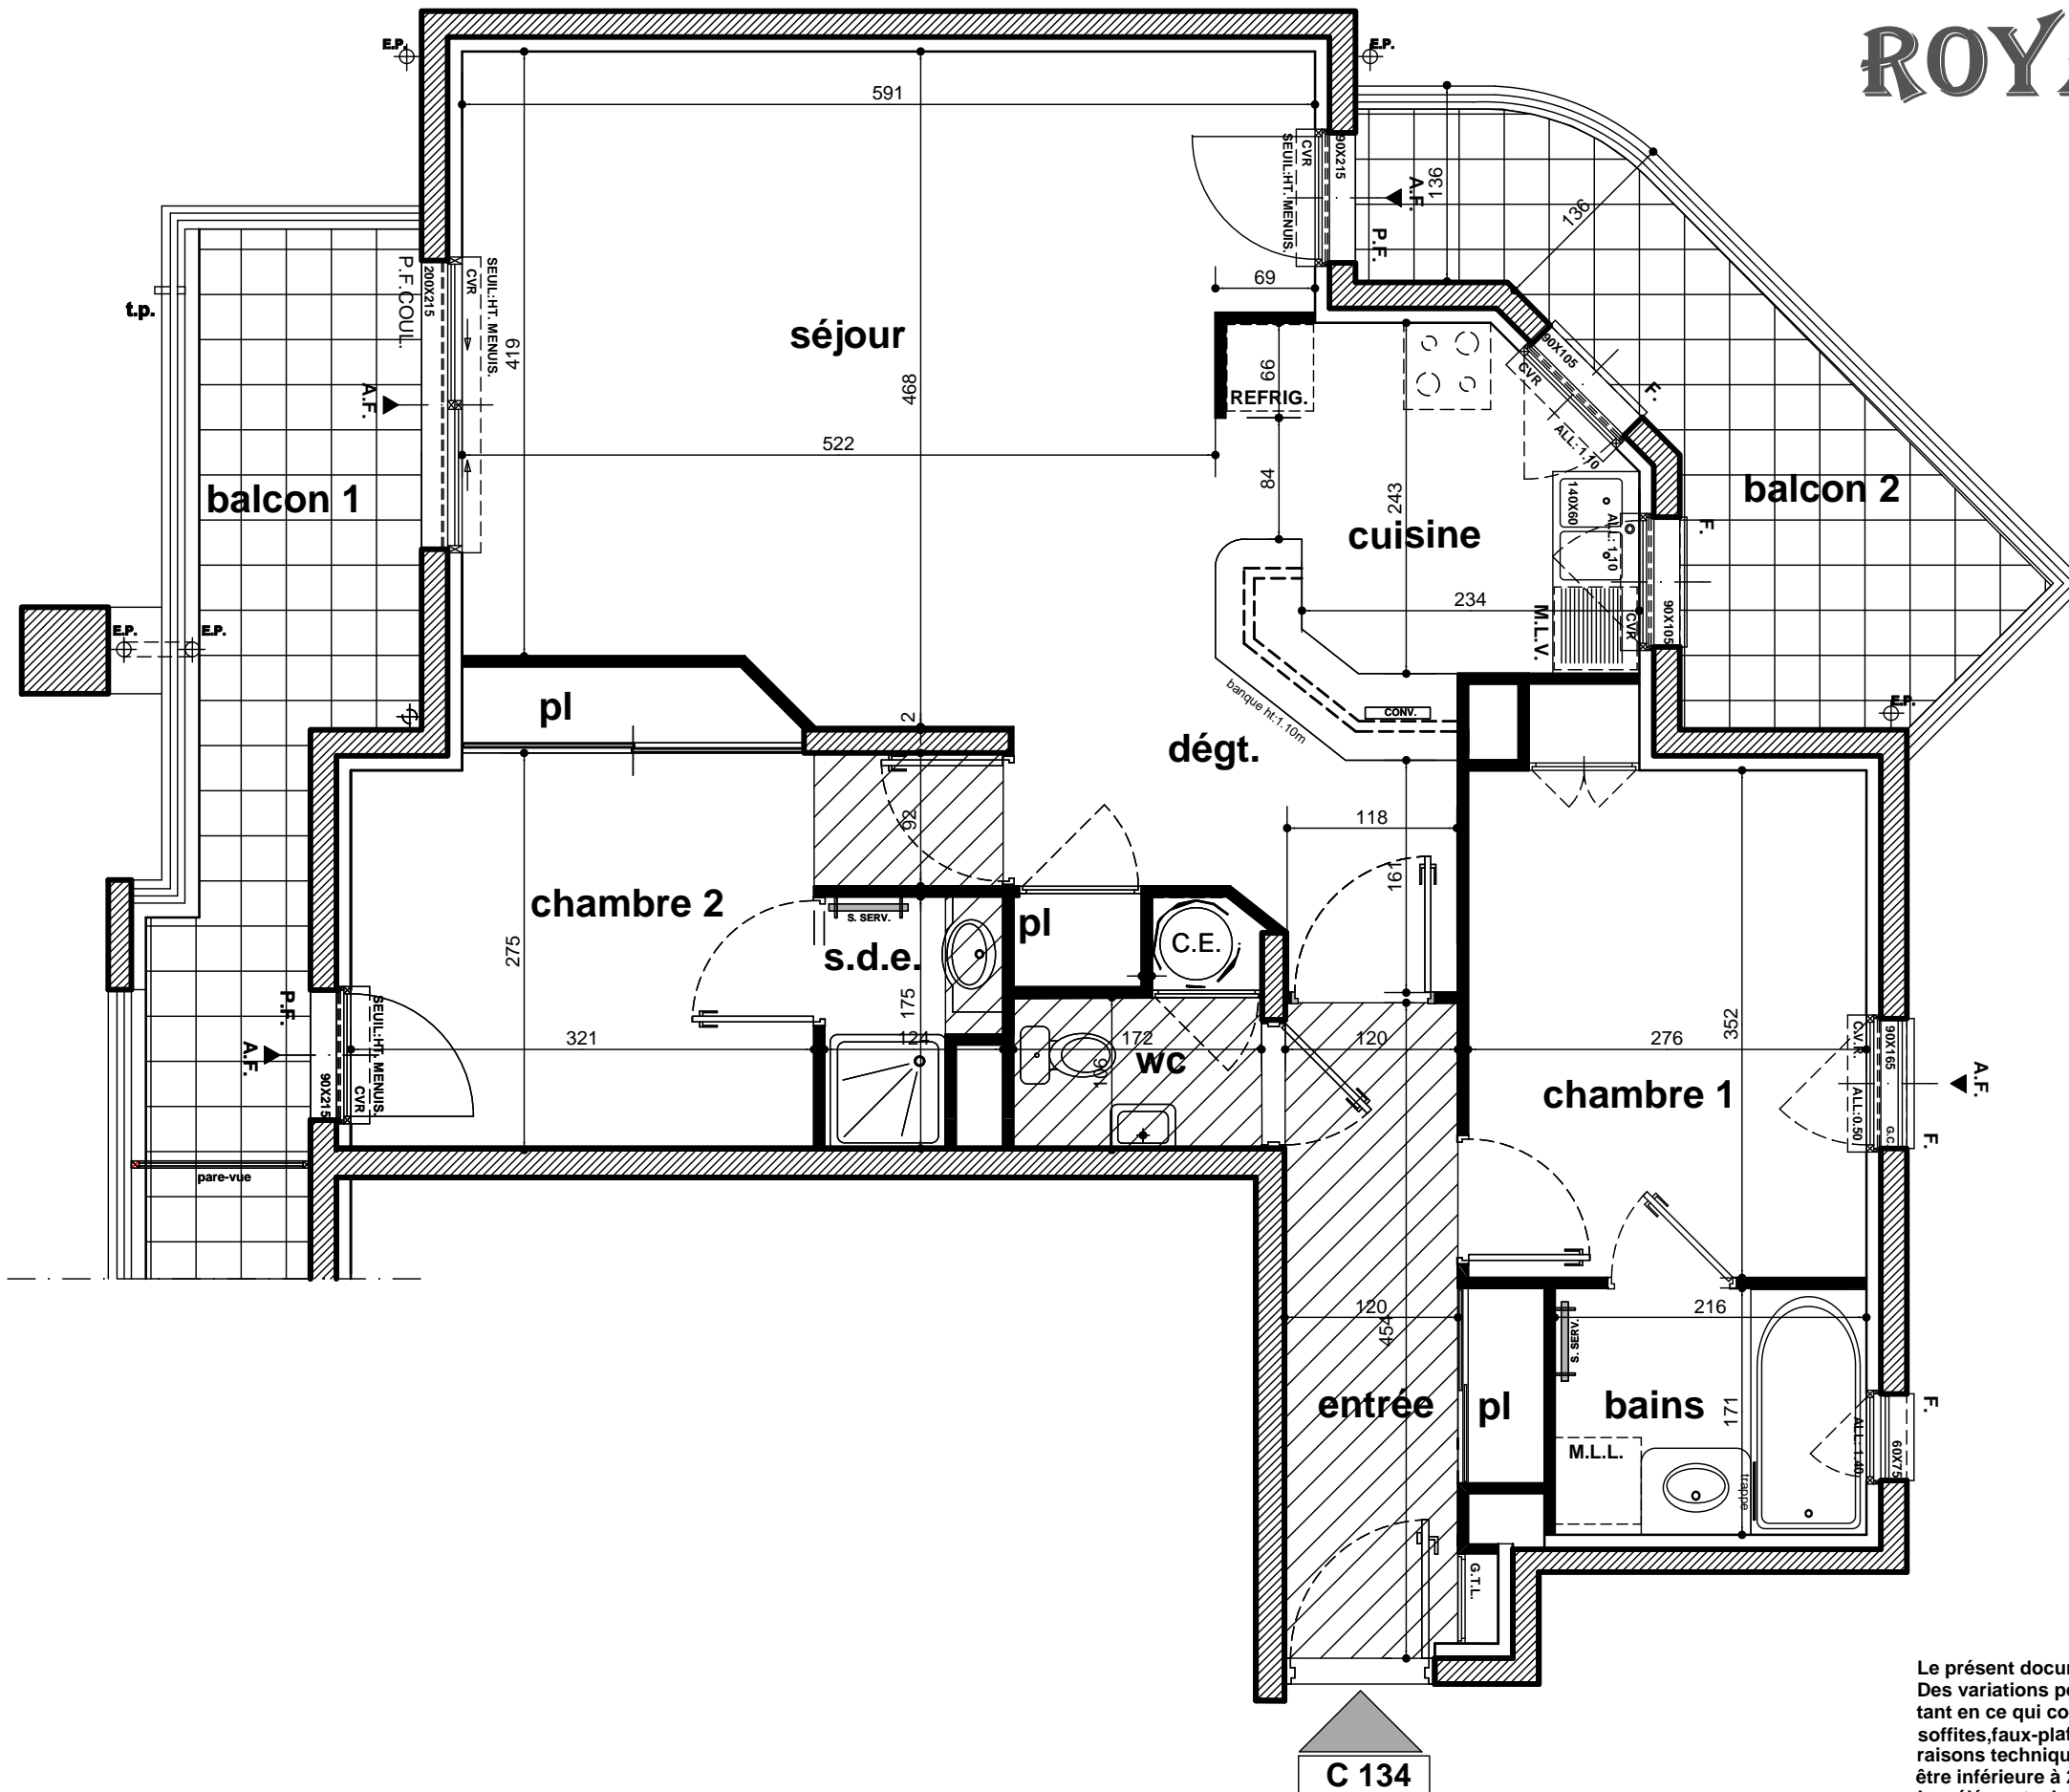 ROYA
E.P.
E.P.
591
SEUIL:HT. MENUIS.
CVR
90X215
A.F.
P.F.
136
136
69
t.p.
P.F.COUL.
200X215
CVR
SEUIL:HT. MENUIS.
A.F.
419
séjour
468
66
REFRIG.
90X105
CVR
F.
ALL:1.10
522
84
243
balcon 1
balcon 2
cuisine
140X60
ALL:1.10
F.
234
M.L.V.
CVR
90X105
E.P.
E.P.
pl
2
banque ht:1.10m
CONV.
E.P.
dégt.
92
118
161
chambre 2
275
S. SERV.
s.d.e.
pl
C.E.
175
P.F.
A.F.
SEUIL:HT. MENUIS.
CVR
90X215
321
124
172
106
wc
120
276
352
C.V.R.
90X165
ALL:0.50
G.C
A.F.
F.
chambre 1
pare-vue
120
454
216
S. SERV.
entrée
pl
bains
171
M.L.L.
trappe
ALL:1.40
60X75
F.
G.T.L.
C 134
Le présent docu
Des variations p
tant en ce qui co
soffites,faux-plaf
raisons techniqu
être inférieure à